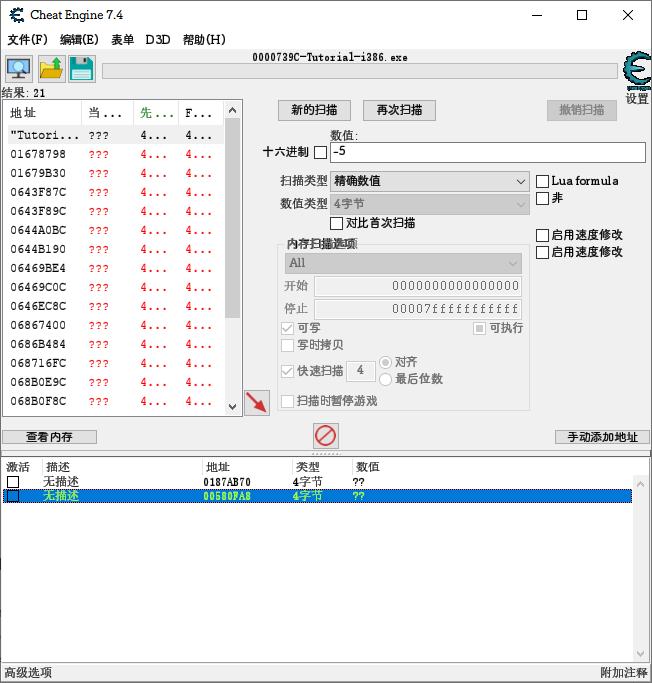 Cheat Engine 7.4
文件(F) 编辑(E) 表单 D3D 帮助(H)
0000739C-Tutorial-i386.exe
设置
结果: 21
地址 当... 先... F...
"Tutori... ??? 4... 4...
01678798 ??? 4... 4...
01679B30 ??? 4... 4...
0643F87C ??? 4... 4...
0643F89C ??? 4... 4...
0644A0BC ??? 4... 4...
0644B190 ??? 4... 4...
06469BE4 ??? 4... 4...
06469C0C ??? 4... 4...
0646EC8C ??? 4... 4...
06867400 ??? 4... 4...
0686B484 ??? 4... 4...
068716FC ??? 4... 4...
068B0E9C ??? 4... 4...
068B0F8C ??? 4... 4...
新的扫描 再次扫描 撤销扫描
数值:
十六进制 -5
扫描类型 精确数值
数值类型 4字节
对比首次扫描
Lua formula
非
启用速度修改
启用速度修改
内存扫描选项
All
开始 0000000000000000
停止 00007fffffffffff
可写 可执行
写时拷贝
快速扫描 4 对齐
最后位数
扫描时暂停游戏
查看内存 手动添加地址
激活 描述 地址 类型 数值
无描述 0187AB70 4字节 ??
无描述 00580FA8 4字节 ??
高级选项 附加注释